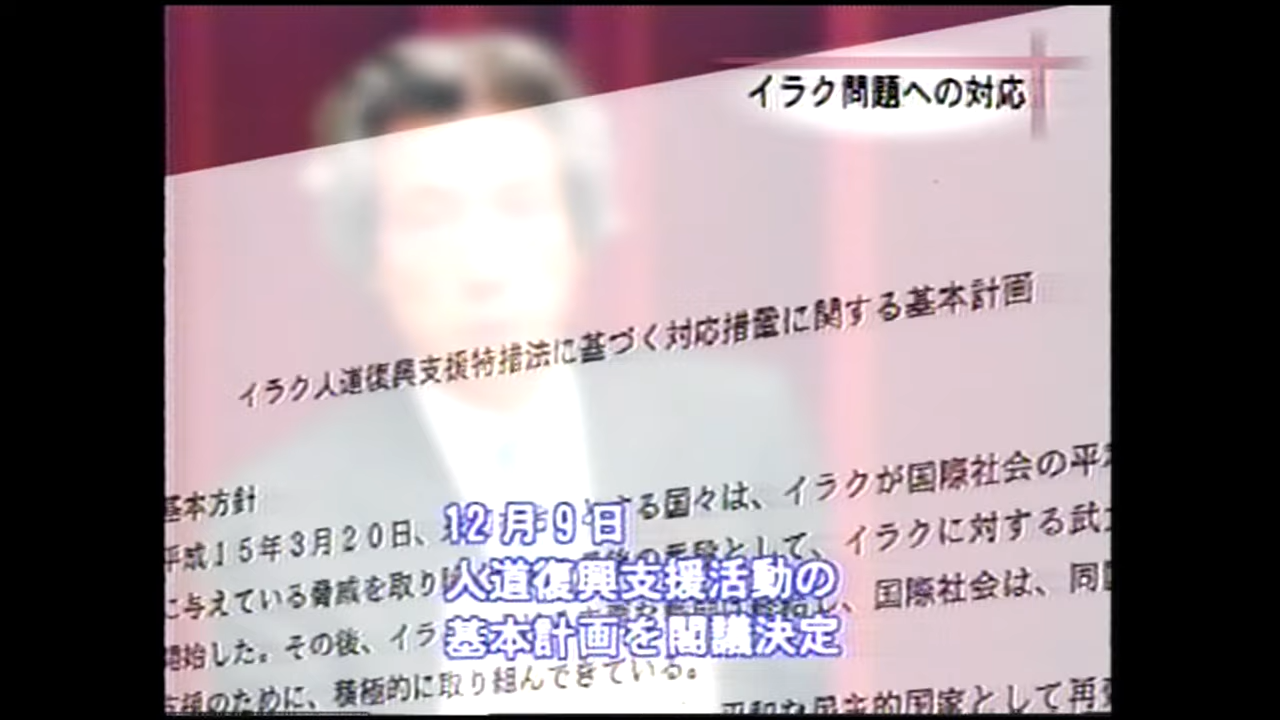 イラク問題への対応
イラク人道復興支援特措法に基づく対応措置に関する基本計画
基本方針
平成15年3月20日、
する国々は、イラクが国際社会の平
として、イラクに対する武
に与えている脅威を取り
し、国際社会は、同
開始した。その後、イラ
支援のために、積極的に取り組んできている。
平和な民主的国家として再
12月9日
人道復興支援活動の
基本計画を閣議決定